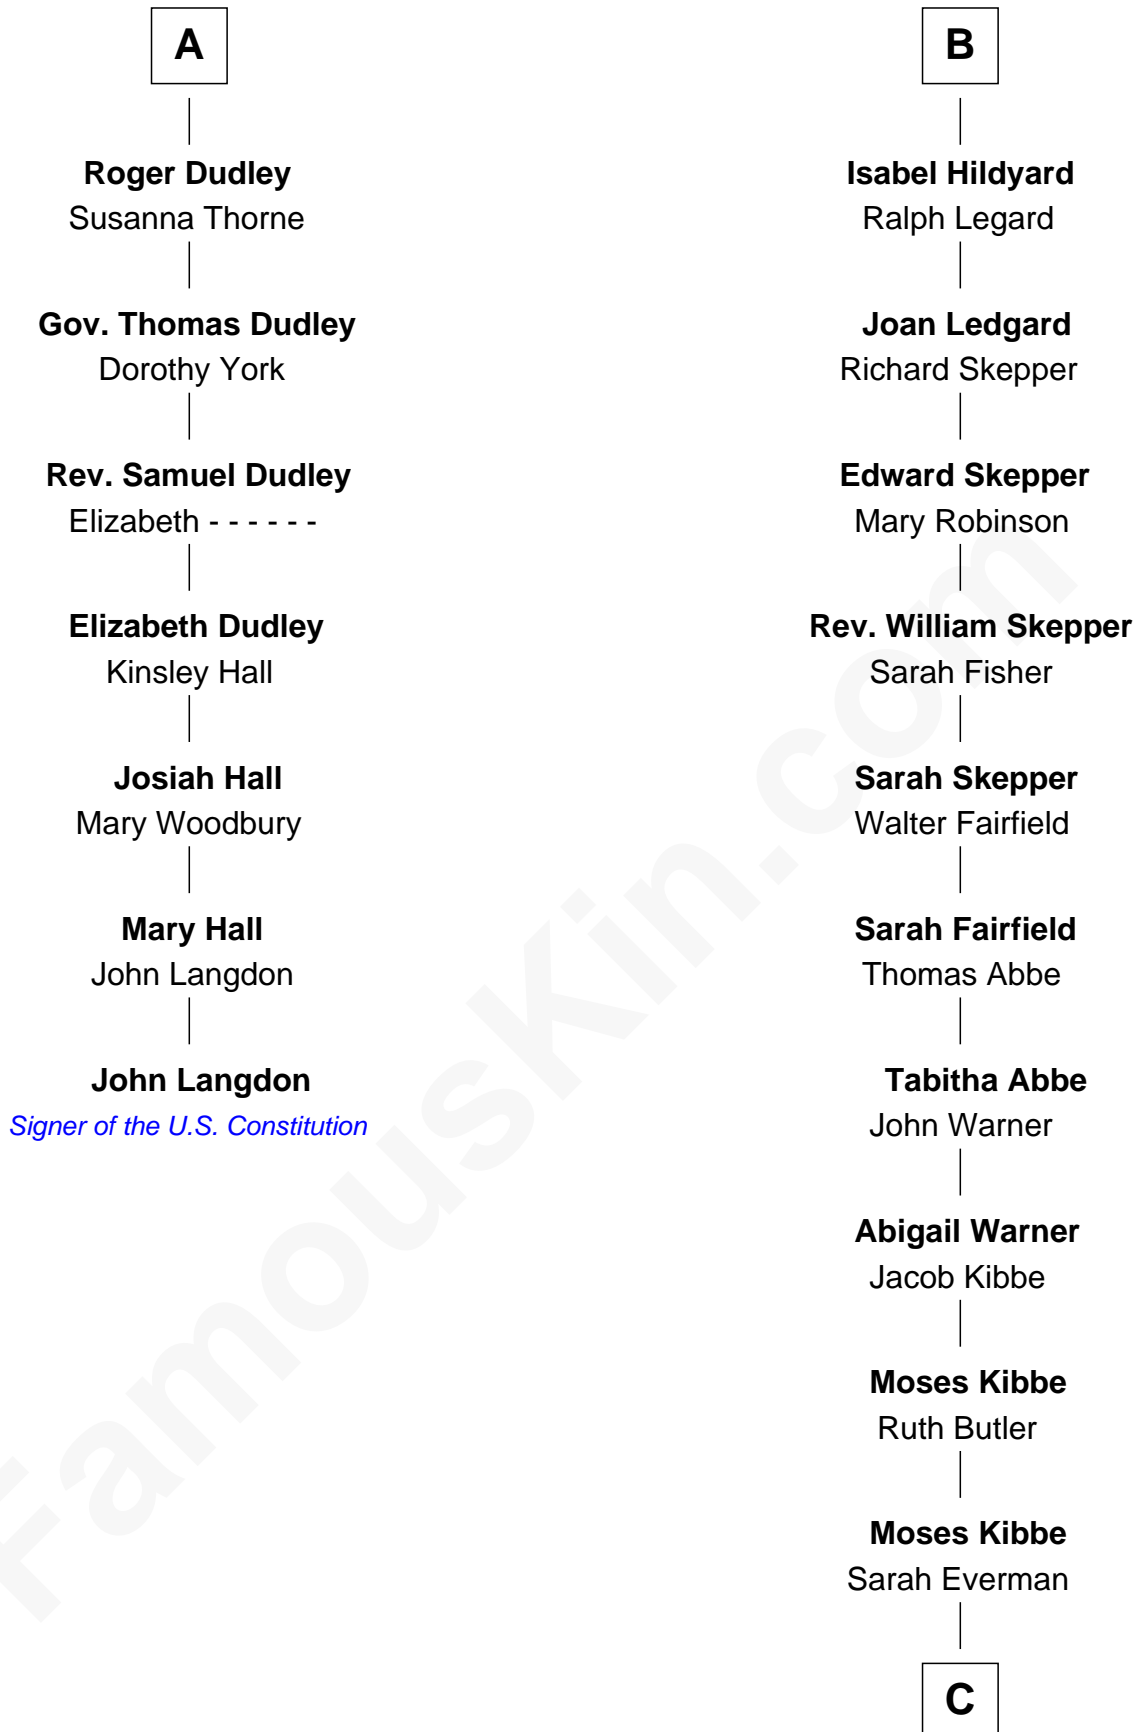 A
Roger Dudley
Susanna Thorne
Gov. Thomas Dudley
Dorothy York
Rev. Samuel Dudley
Elizabeth - - - - - -
Elizabeth Dudley
Kinsley Hall
Josiah Hall
Mary Woodbury
Mary Hall
John Langdon
John Langdon
Signer of the U.S. Constitution
B
Isabel Hildyard
Ralph Legard
Joan Ledgard
Richard Skepper
Edward Skepper
Mary Robinson
Rev. William Skepper
Sarah Fisher
Sarah Skepper
Walter Fairfield
Sarah Fairfield
Thomas Abbe
Tabitha Abbe
John Warner
Abigail Warner
Jacob Kibbe
Moses Kibbe
Ruth Butler
Moses Kibbe
Sarah Everman
C
FamousKin.com